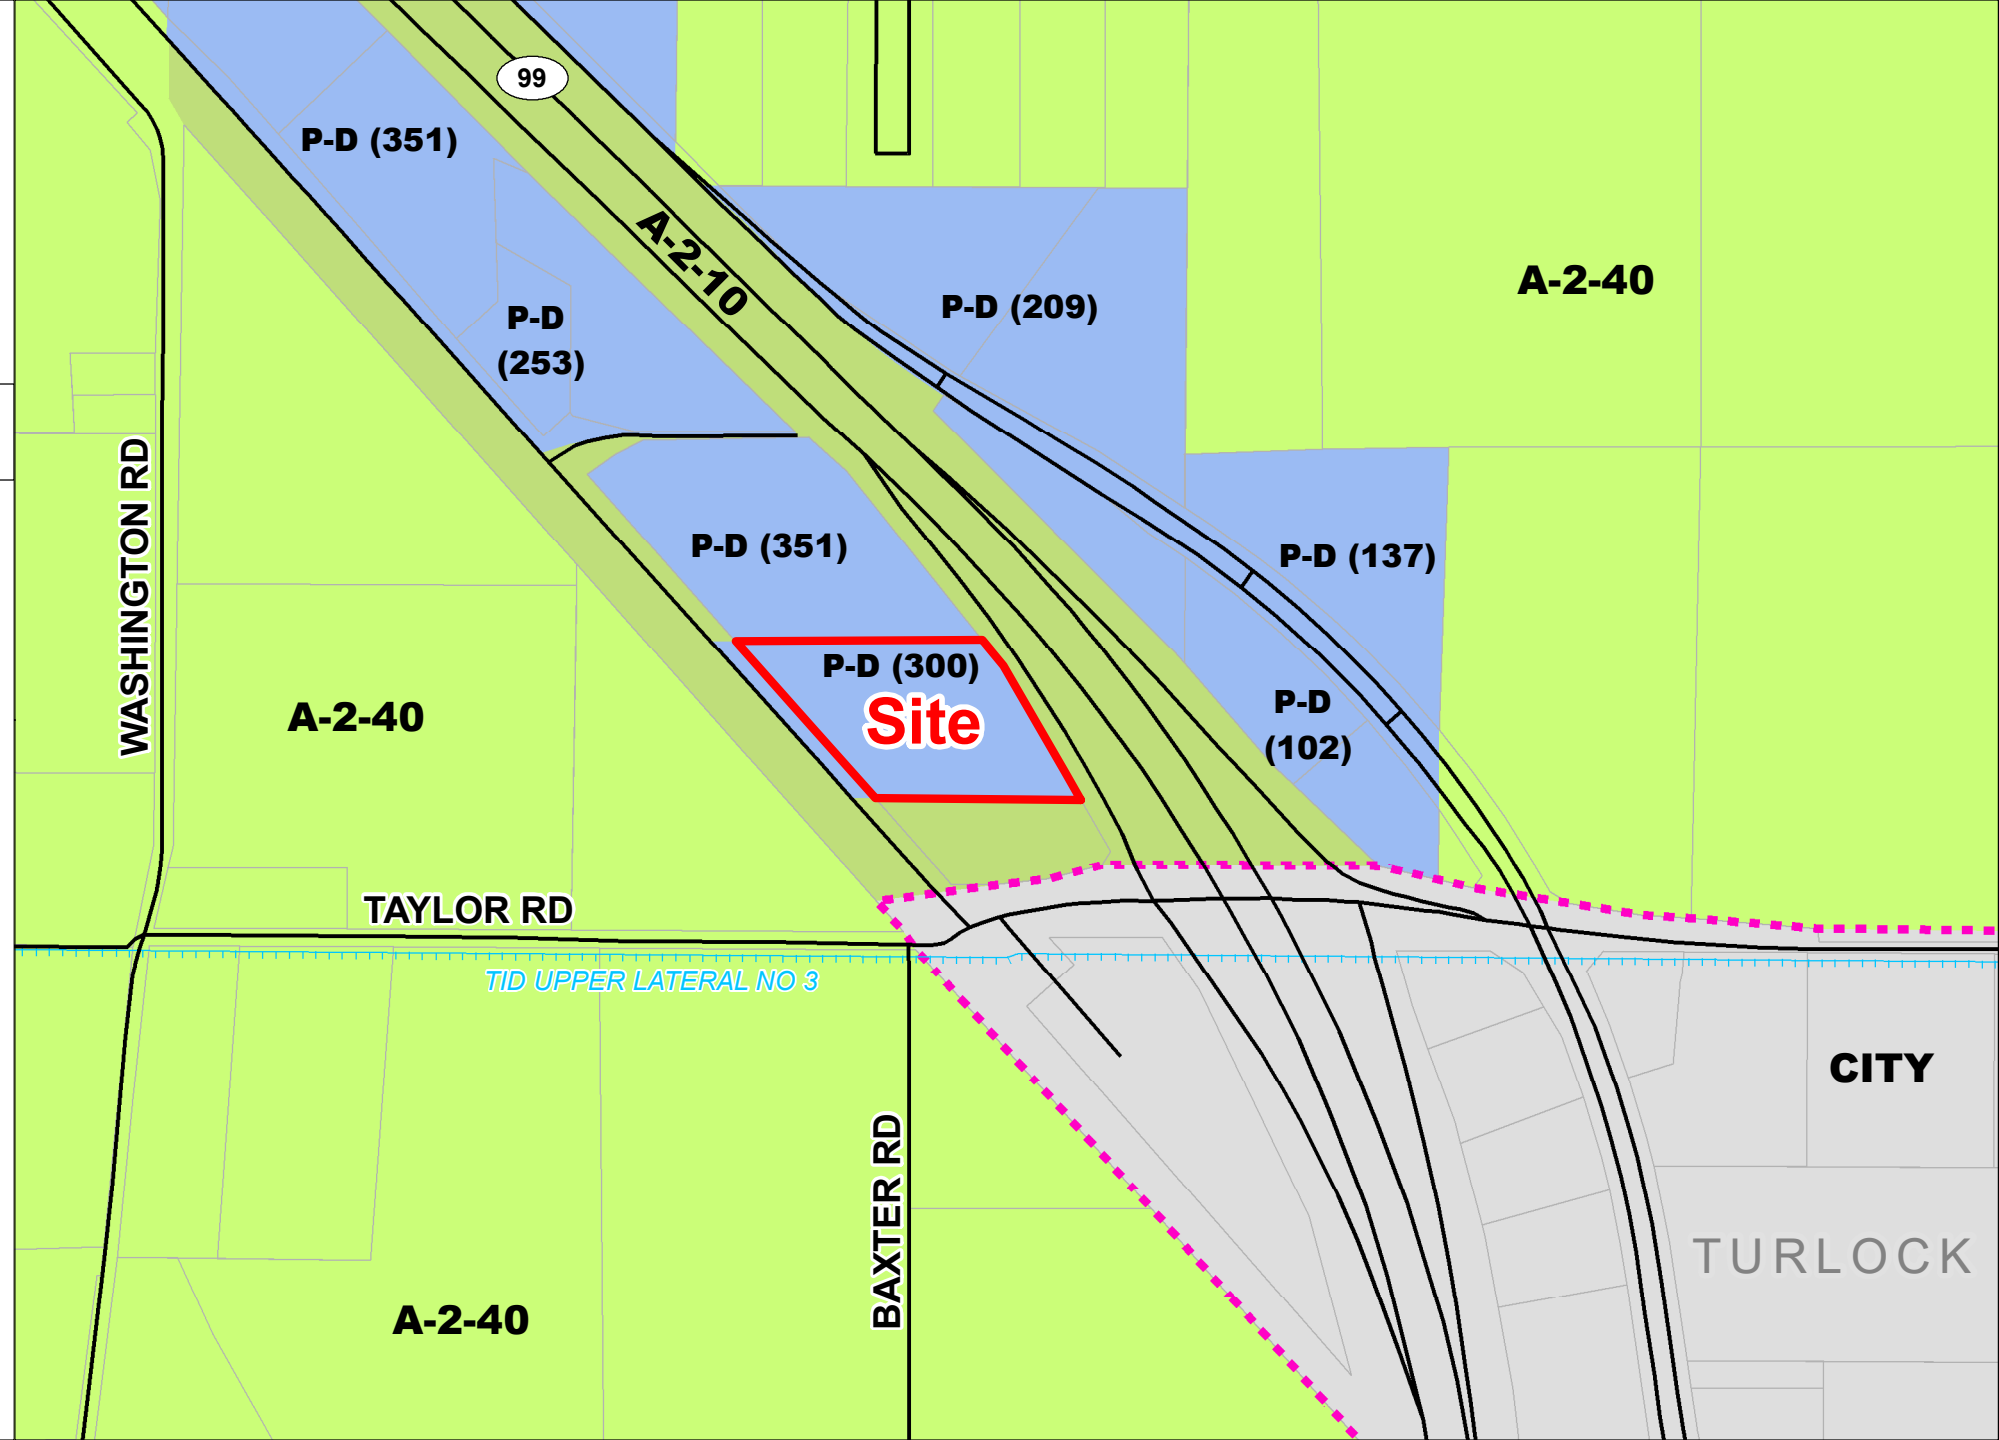 99
P-D (351)
A-2-10
A-2-40
P-D (209)
P-D
(253)
WASHINGTON RD
P-D (351)
P-D (137)
P-D (300)
Site
A-2-40
P-D
(102)
TAYLOR RD
TID UPPER LATERAL NO 3
CITY
BAXTER RD
TURLOCK
A-2-40